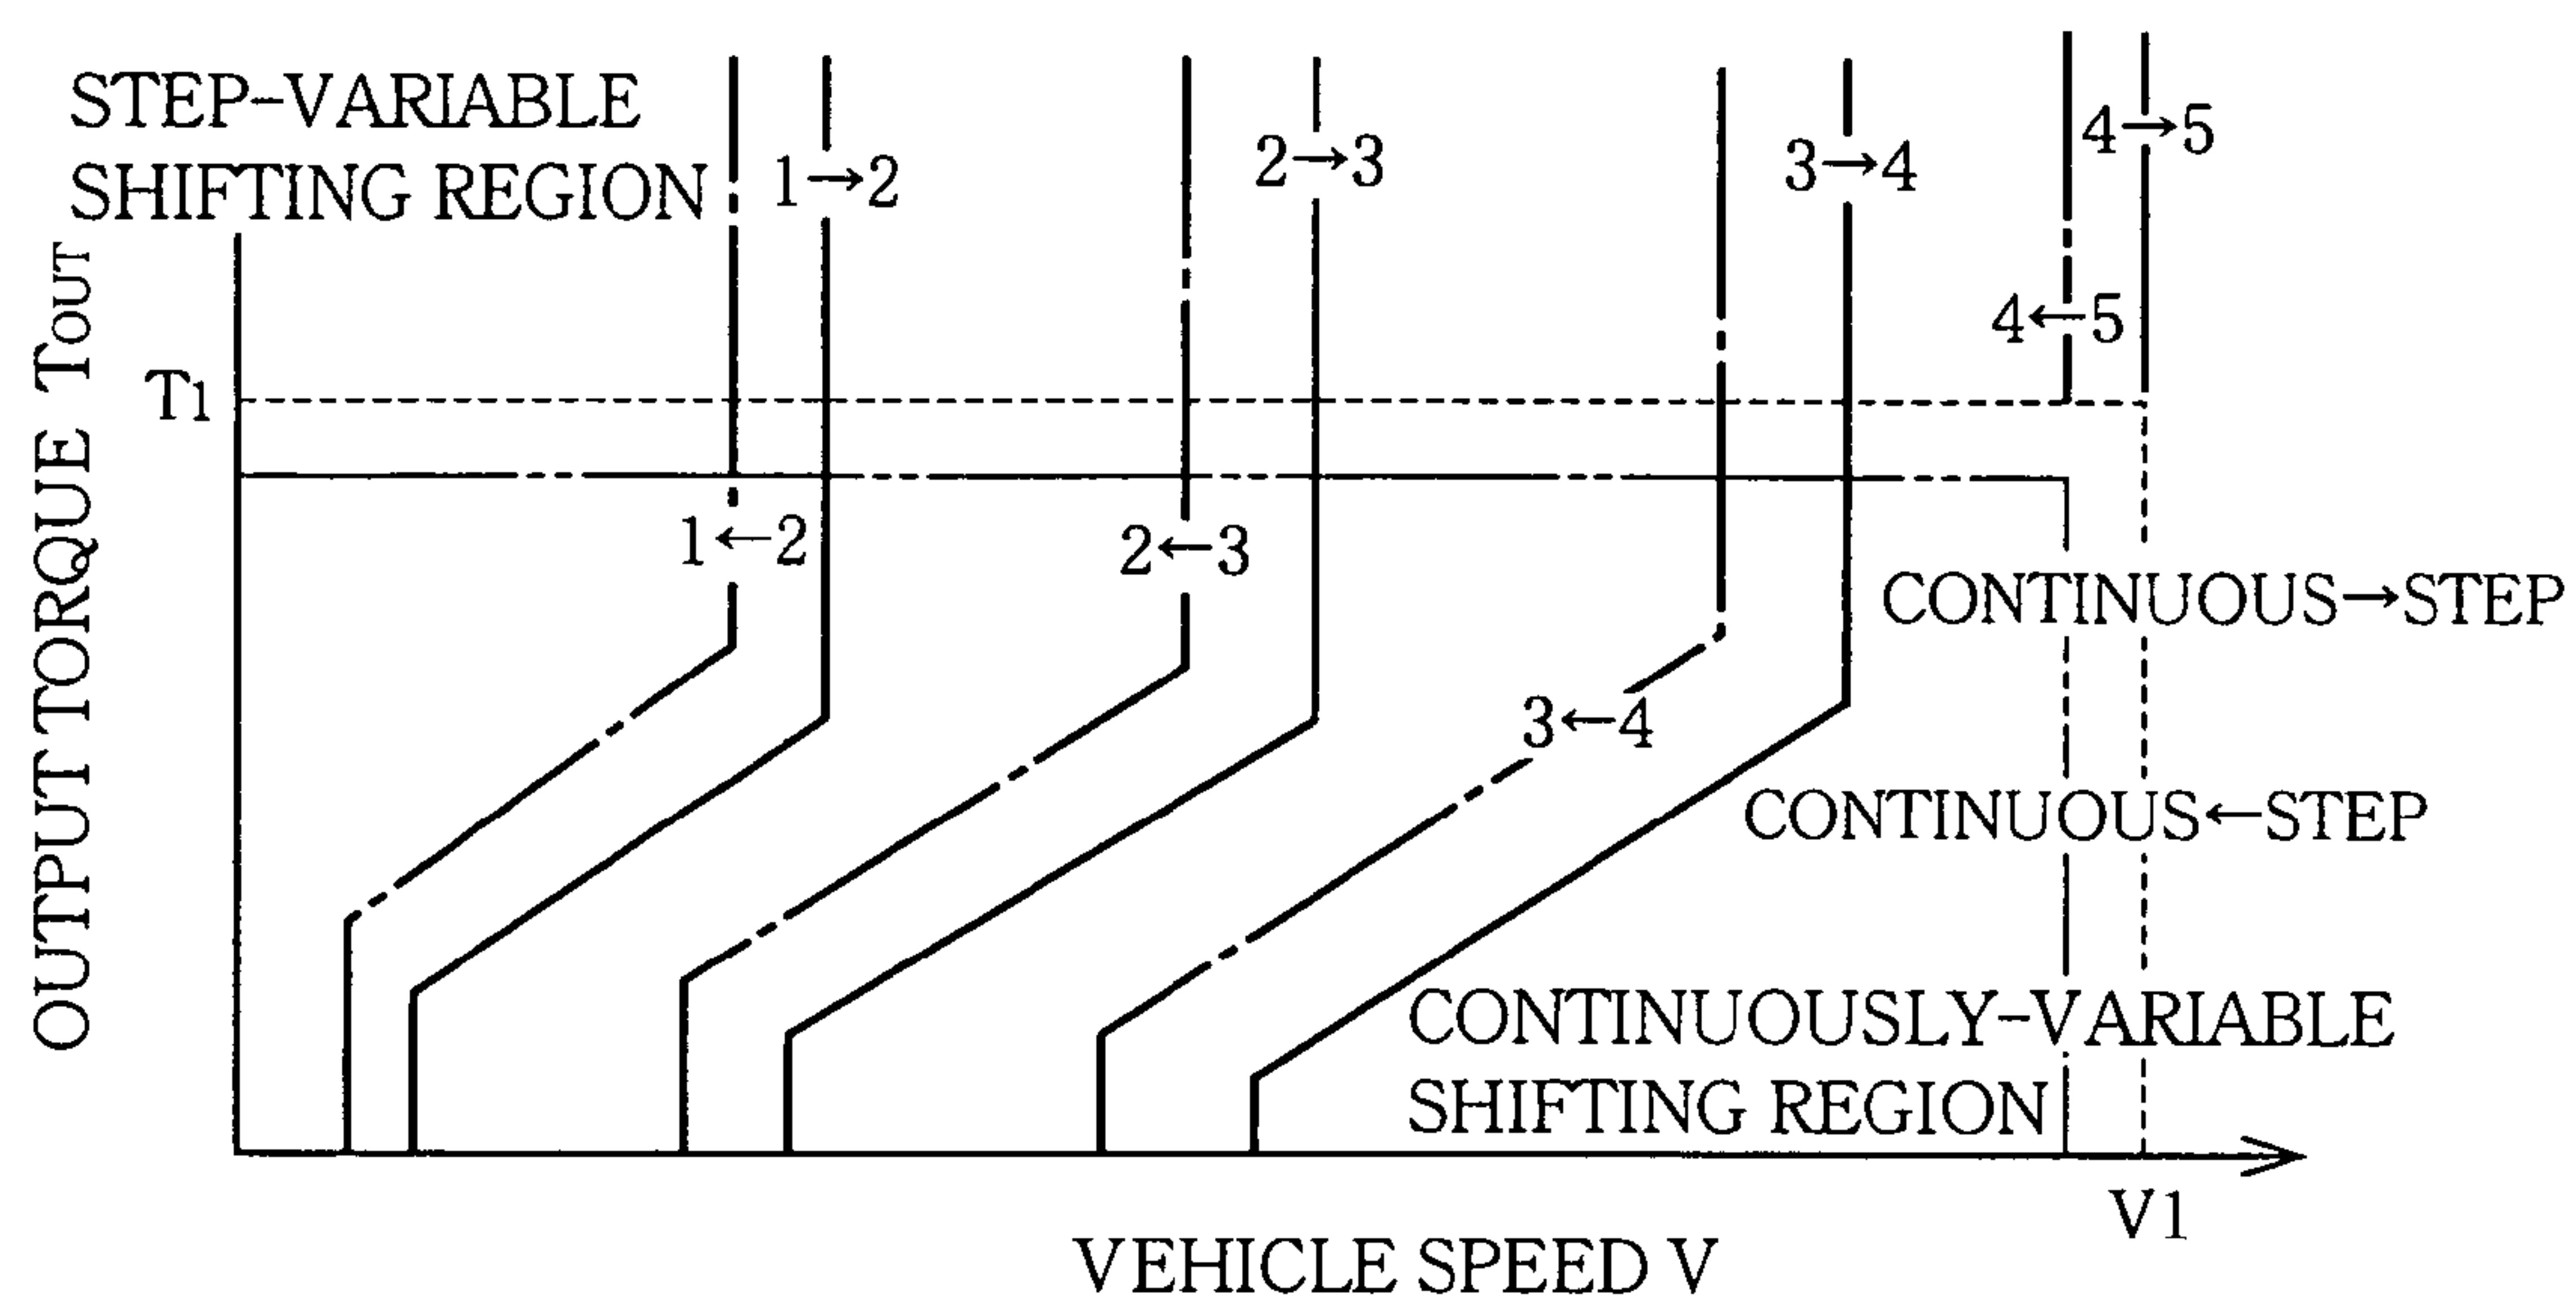 STEP-VARIABLE
SHIFTING REGION
1→2
2→3
3→4
4→5
4←5
OUTPUT TORQUE TOUT
T1
1←2
2←3
3←4
CONTINUOUS→STEP
CONTINUOUS←STEP
CONTINUOUSLY-VARIABLE
SHIFTING REGION
V1
VEHICLE SPEED V